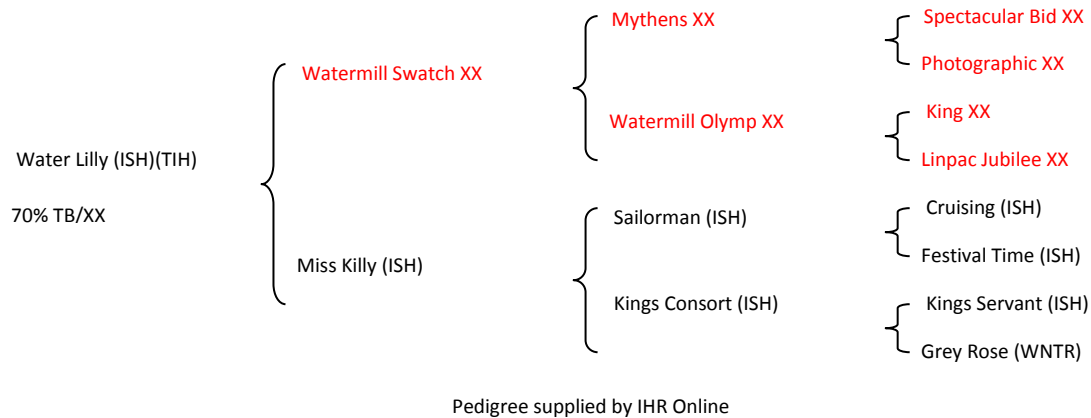 Mythens XX
Spectacular Bid XX
Photographic XX
Watermill Swatch XX
Watermill Olymp XX
King XX
Linpac Jubilee XX
Water Lilly (ISH)(TIH)
70% TB/XX
Miss Killy (ISH)
Sailorman (ISH)
Cruising (ISH)
Festival Time (ISH)
Kings Consort (ISH)
Kings Servant (ISH)
Grey Rose (WNTR)
Pedigree supplied by IHR Online